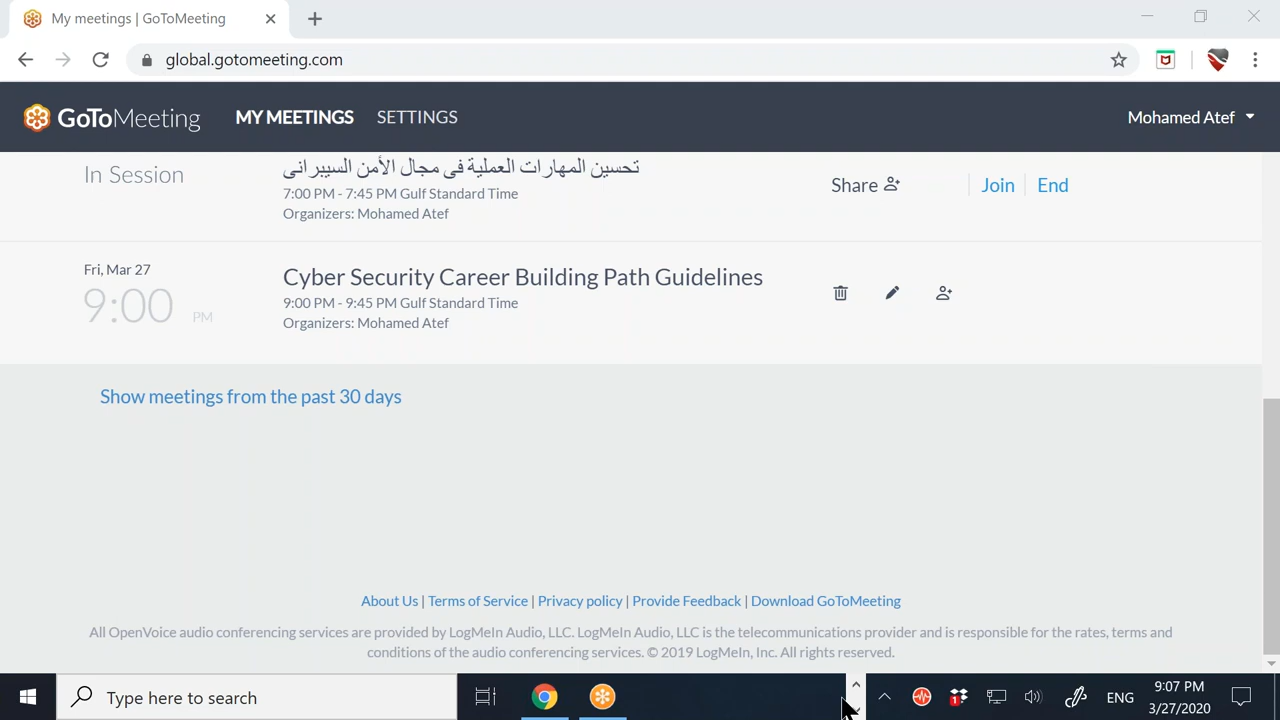 My meetings | GoToMeeting
global.gotomeeting.com
GoToMeeting MY MEETINGS SETTINGS Mohamed Atef
In Session
تحسين المهارات العملية فى مجال الأمن السيبرانى
7:00 PM - 7:45 PM Gulf Standard Time
Organizers: Mohamed Atef
Share
Join
End
Fri, Mar 27
9:00 PM
Cyber Security Career Building Path Guidelines
9:00 PM - 9:45 PM Gulf Standard Time
Organizers: Mohamed Atef
Show meetings from the past 30 days
About Us | Terms of Service | Privacy policy | Provide Feedback | Download GoToMeeting
All OpenVoice audio conferencing services are provided by LogMeIn Audio, LLC. LogMeIn Audio, LLC is the telecommunications provider and is responsible for the rates, terms and
conditions of the audio conferencing services. © 2019 LogMeIn, Inc. All rights reserved.
Type here to search
1
ENG
9:07 PM
3/27/2020